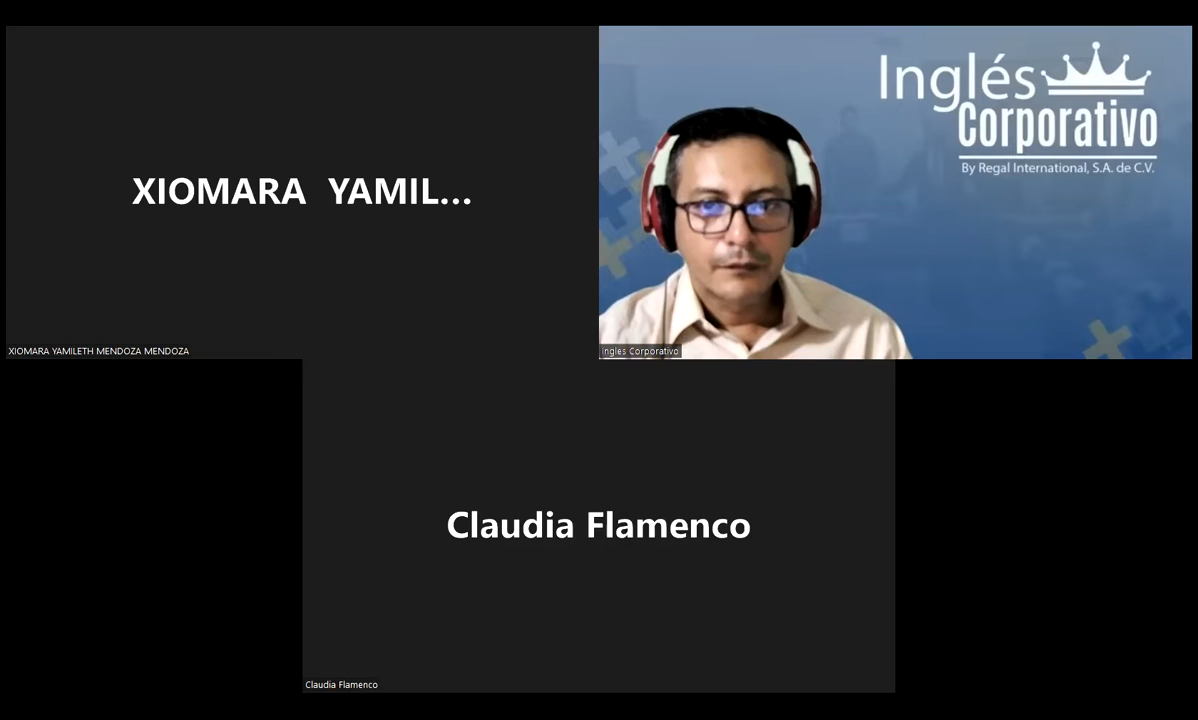 XIOMARA YAMIL...
XIOMARA YAMILETH MENDOZA MENDOZA
Inglés
Corporativo
By Regal International, S.A. de C.V.
Ingles Corporativo
Claudia Flamenco
Claudia Flamenco